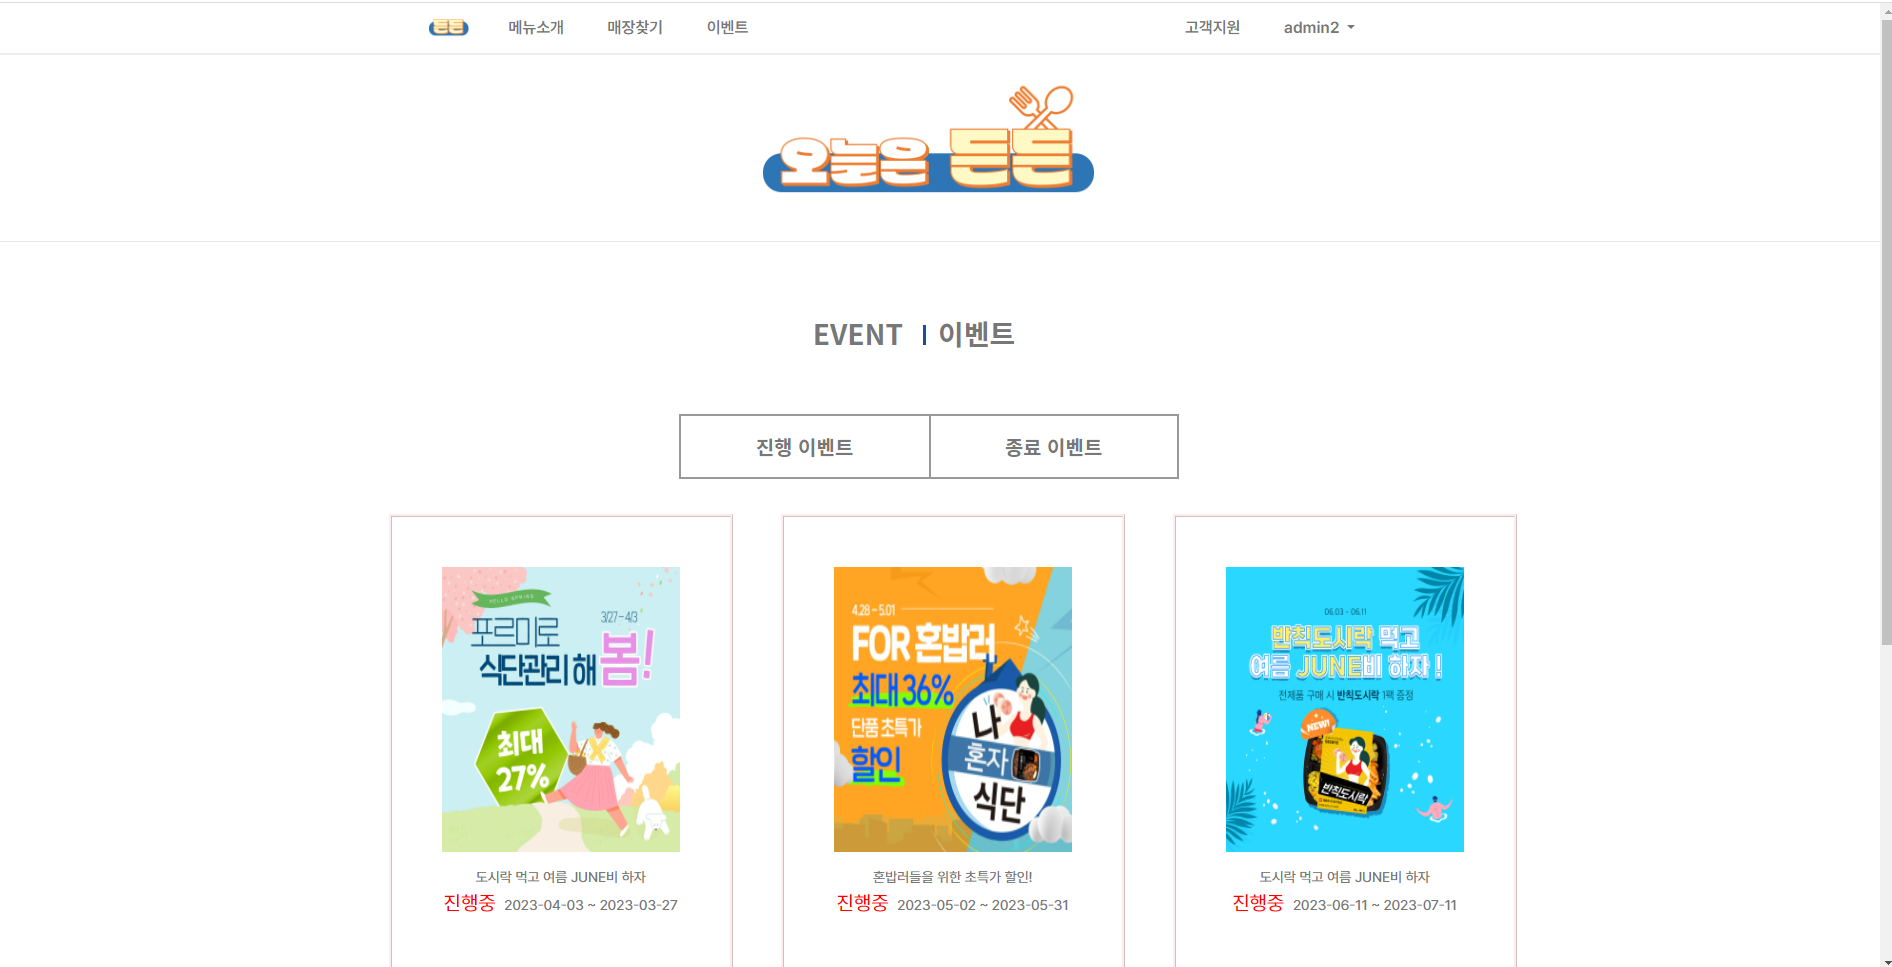 든든 메뉴소개 매장찾기 이벤트 고객지원 admin2
오늘은 든든
EVENT 이벤트
진행 이벤트 종료 이벤트
HELLO SPRING
3/27-4/3
포르미로
식단관리 해 봄!
최대
27%
도시락 먹고 여름 JUNE비 하자
진행중 2023-04-03 ~ 2023-03-27
4.28 - 5.01
FOR 혼밥러
최대 36%
단품 초특가
할인
나
혼자
식단
혼밥러들을 위한 초특가 할인!
진행중 2023-05-02 ~ 2023-05-31
06.03 - 06.11
반칙도시락 먹고
여름 JUNE비 하자 !
전제품 구매 시 반칙도시락 1팩 증정
NEW!
반칙도시락
도시락 먹고 여름 JUNE비 하자
진행중 2023-06-11 ~ 2023-07-11